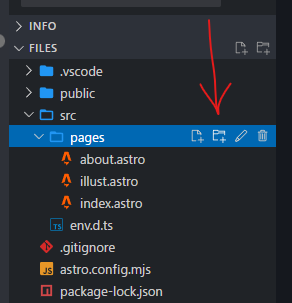 INFO
FILES
.vscode
public
src
pages
about.astro
illust.astro
index.astro
TS env.d.ts
.gitignore
JS astro.config.mjs
package-lock.json